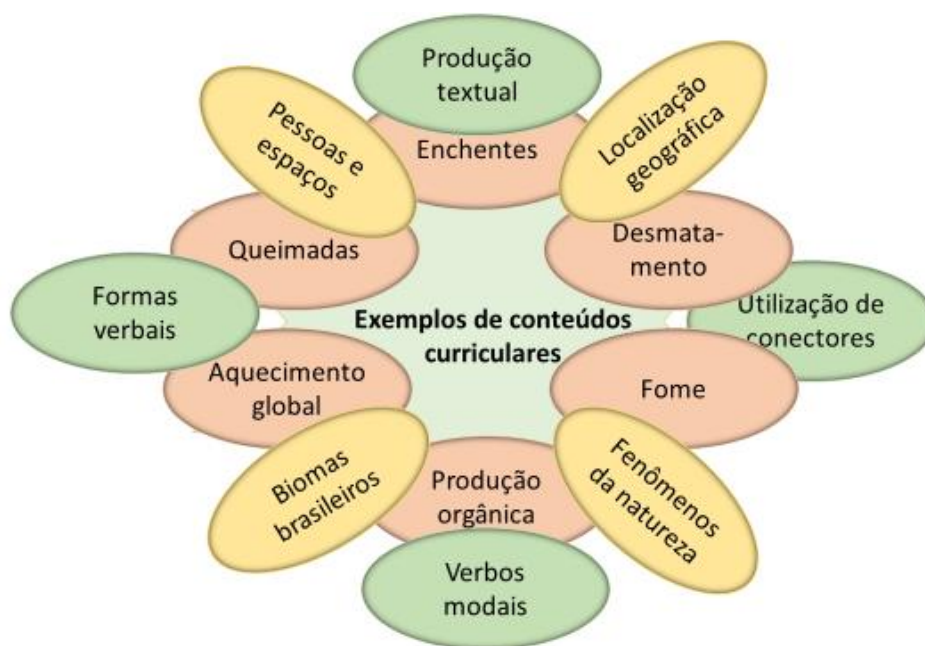 Produção
textual
Pessoas e
espaços
Enchentes
Localização
geográfica
Queimadas
Desmata-
mento
Formas
verbais
Exemplos de conteúdos
curriculares
Utilização de
conectores
Aquecimento
global
Fome
Biomas
brasileiros
Produção
orgânica
Fenômenos
da natureza
Verbos
modais